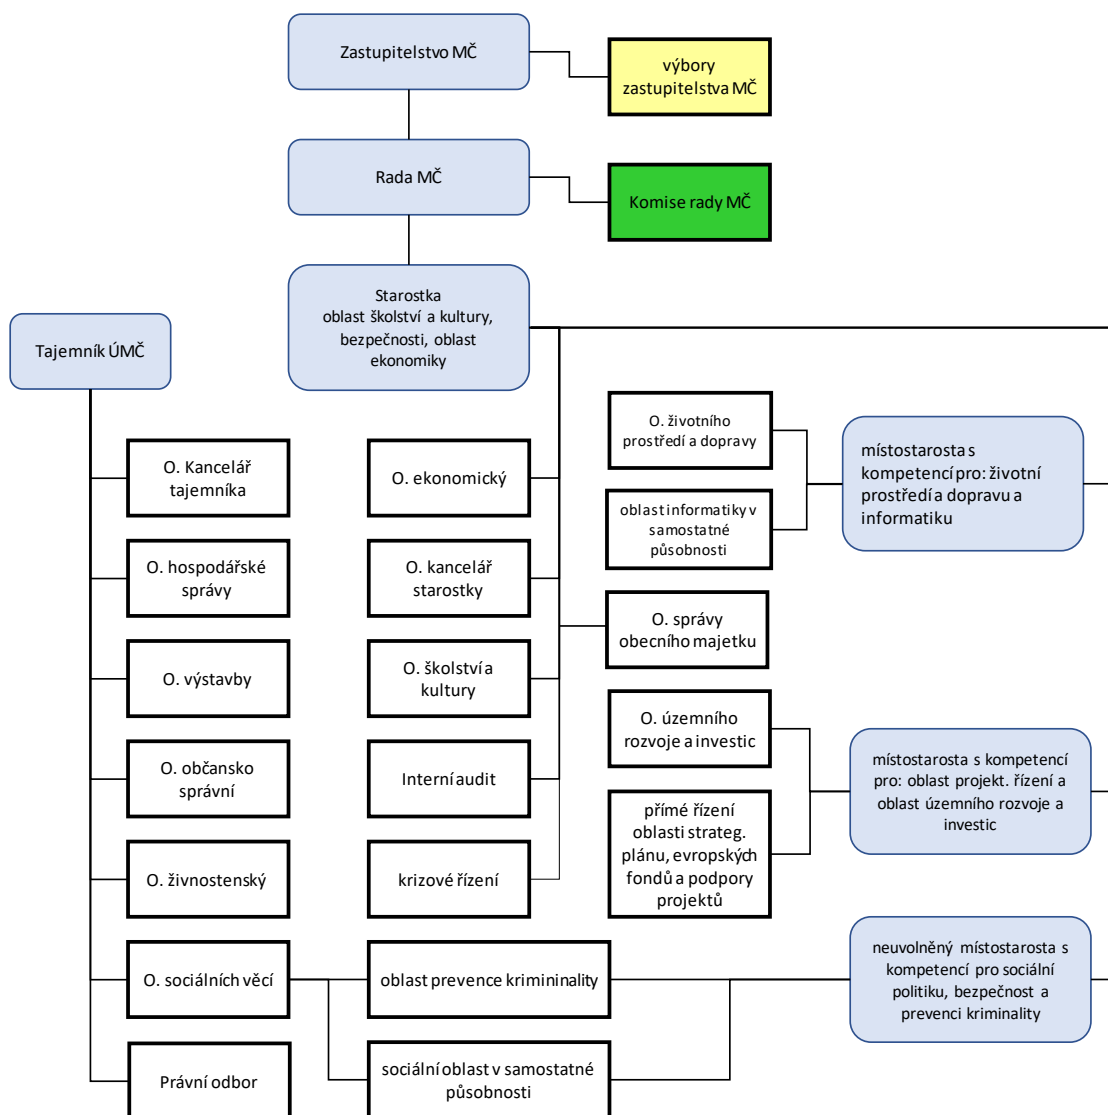 Zastupitelstvo MČ
výbory
zastupitelstva MČ
Rada MČ
Komise rady MČ
Starostka
oblast školství a kultury,
bezpečnosti, oblast
ekonomiky
Tajemník ÚMČ
O. Kancelář
tajemníka
O. hospodářské
správy
O. výstavby
O. občansko
správní
O. živnostenský
O. sociálních věcí
Právní odbor
O. ekonomický
O. kancelář
starostky
O. školství a
kultury
Interní audit
krizové řízení
oblast prevence krimininality
sociální oblast v samostatné
působnosti
O. životního
prostředí a dopravy
oblast informatiky v
samostatné
působnosti
O. správy
obecního majetku
O. územního
rozvoje a investic
přímé řízení
oblasti strateg.
plánu, evropských
fondů a podpory
projektů
místostarosta s
kompetencí pro: životní
prostředí a dopravu a
informatiku
místostarosta s kompetencí
pro: oblast projekt. řízení a
oblast územního rozvoje a
investic
neuvolněný místostarosta s
kompetencí pro sociální
politiku, bezpečnost a
prevenci kriminality